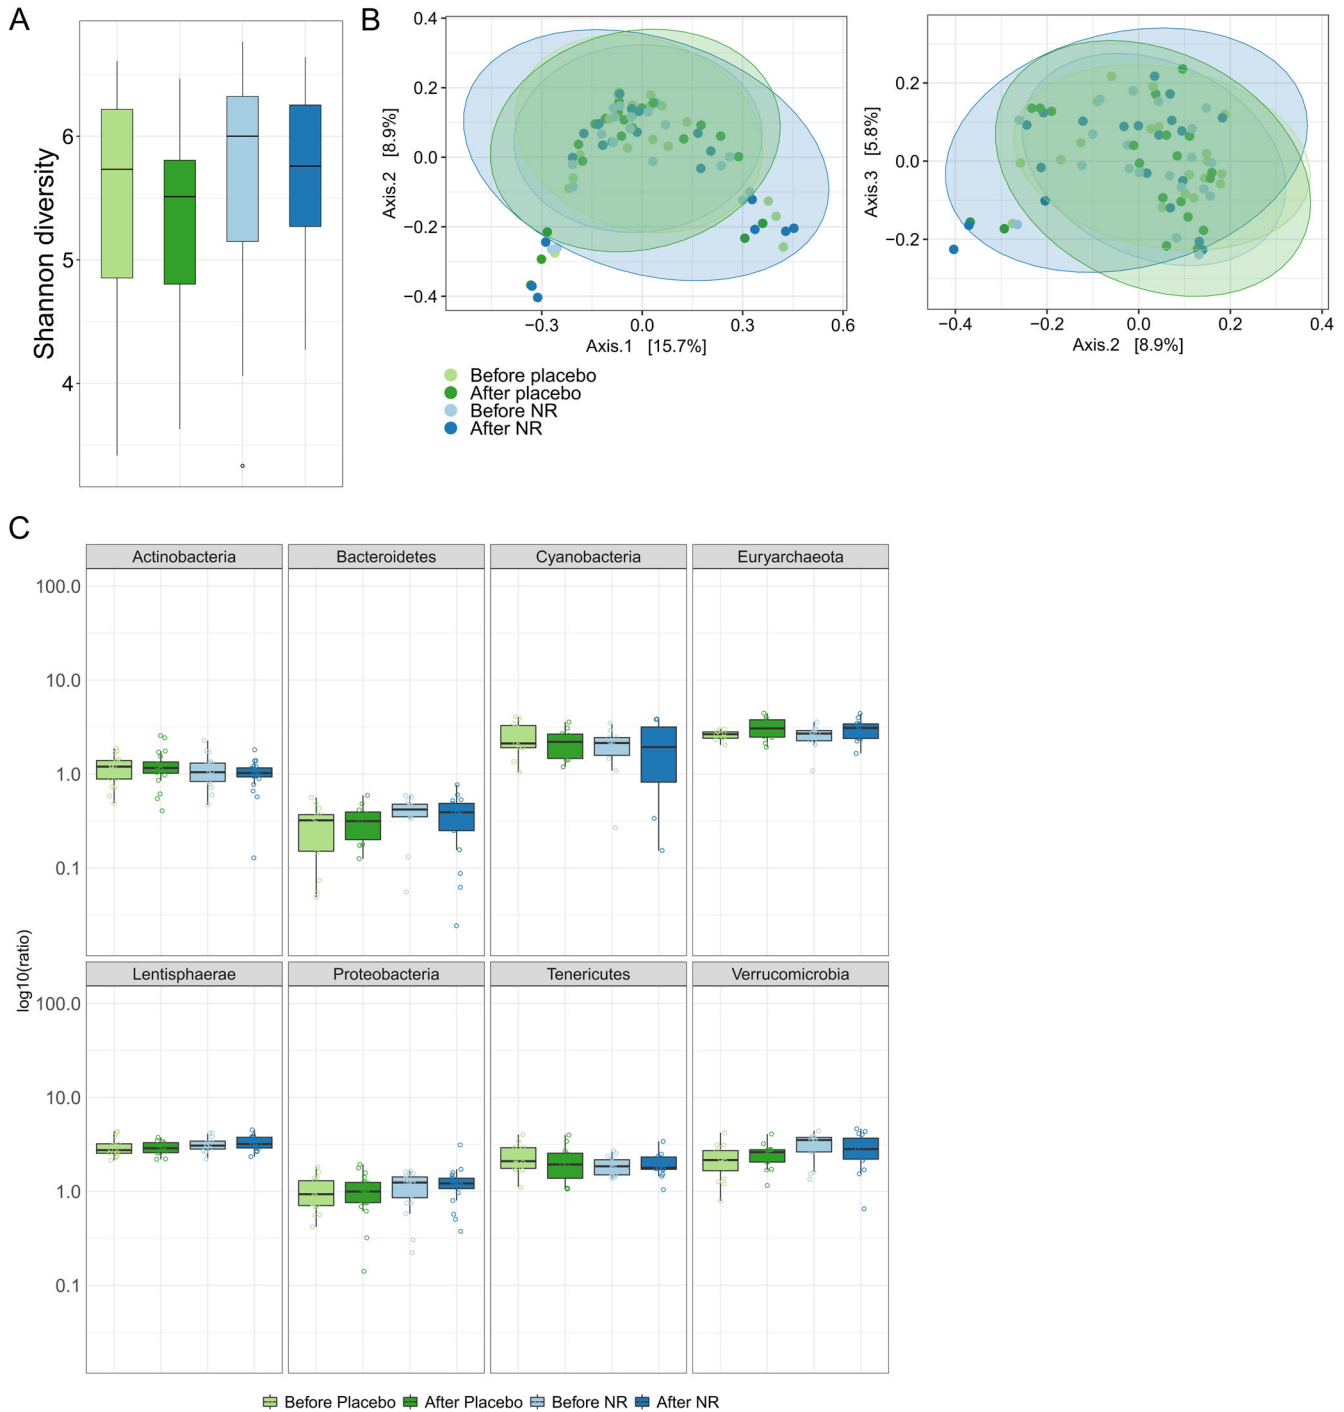 A
Shannon diversity
6
5
4
B
Axis.2 [8.9%]
0.4
0.2
0.0
−0.2
−0.4
−0.3 0.0 0.3 0.6
Axis.1 [15.7%]
Axis.3 [5.8%]
0.2
0.0
−0.2
−0.4 −0.2 0.0 0.2 0.4
Axis.2 [8.9%]
Before placebo
After placebo
Before NR
After NR
C
log10(ratio)
Actinobacteria Bacteroidetes Cyanobacteria Euryarchaeota
100.0
10.0
1.0
0.1
Lentisphaerae Proteobacteria Tenericutes Verrucomicrobia
100.0
10.0
1.0
0.1
Before Placebo After Placebo Before NR After NR